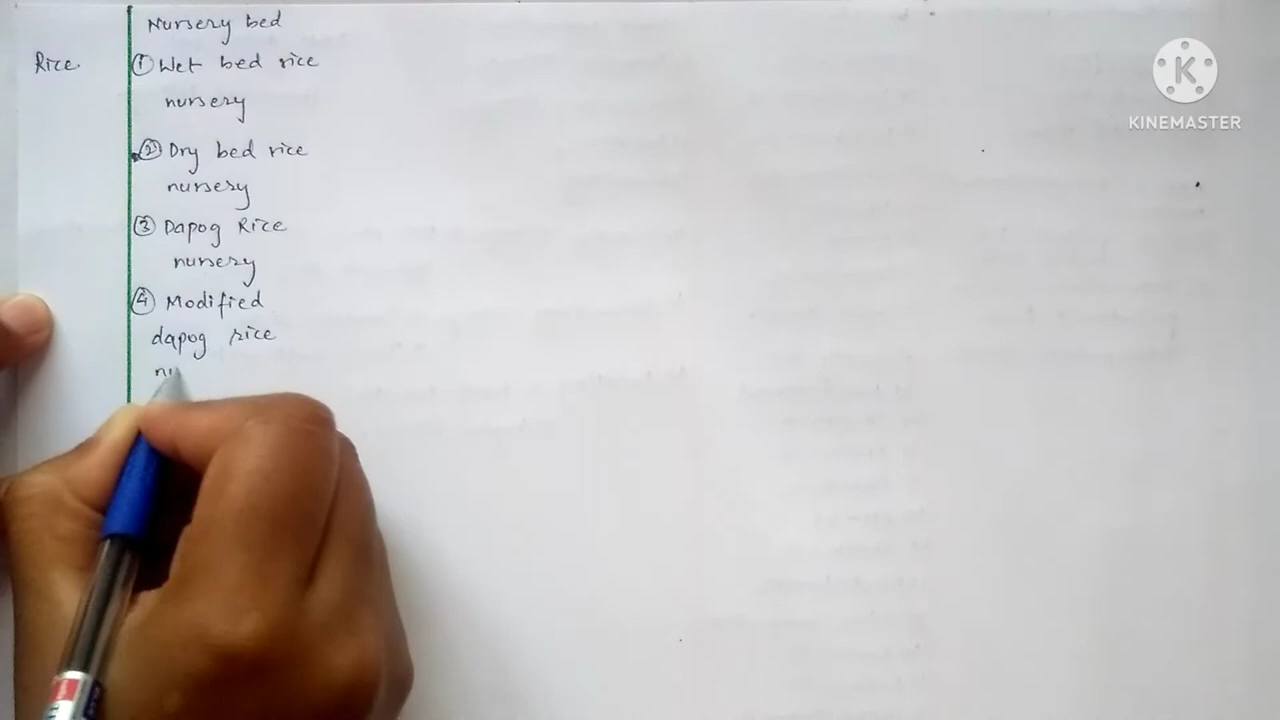 Nursery bed
Rice.
① Wet bed rice
nursery
② Dry bed rice
nursery
③ Dapog Rice
nursery
④ Modified
dapog rice
nu
K
KINEMASTER